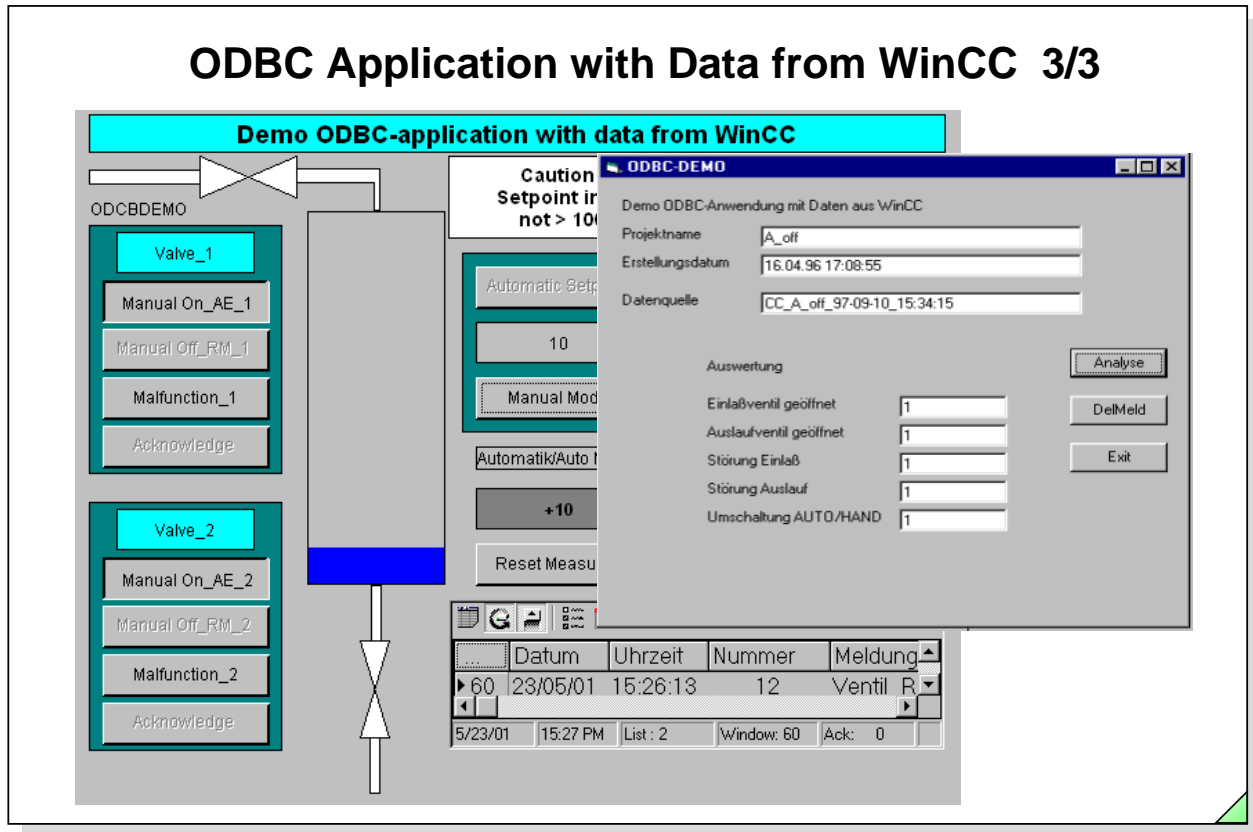 ODBC Application with Data from WinCC 3/3
Demo ODBC-application with data from WinCC
ODCBDEMO
Valve_1
Manual On_AE_1
Manual Off_RM_1
Malfunction_1
Acknowledge
Valve_2
Manual On_AE_2
Manual Off_RM_2
Malfunction_2
Acknowledge
Caution
Setpoint in
not > 100
Automatic Setp
10
Manual Mod
Automatik/Auto
+10
Reset Measu
ODBC-DEMO
Demo ODBC-Anwendung mit Daten aus WinCC
Projektname A_off
Erstellungsdatum 16.04.96 17:08:55
Datenquelle CC_A_off_97-09-10_15:34:15
Auswertung
Einlaßventil geöffnet 1
Auslaufventil geöffnet 1
Störung Einlaß 1
Störung Auslauf 1
Umschaltung AUTO/HAND 1
Analyse
DelMeld
Exit
... Datum Uhrzeit Nummer Meldung
60 23/05/01 15:26:13 12 Ventil R
5/23/01 15:27 PM List : 2 Window: 60 Ack: 0